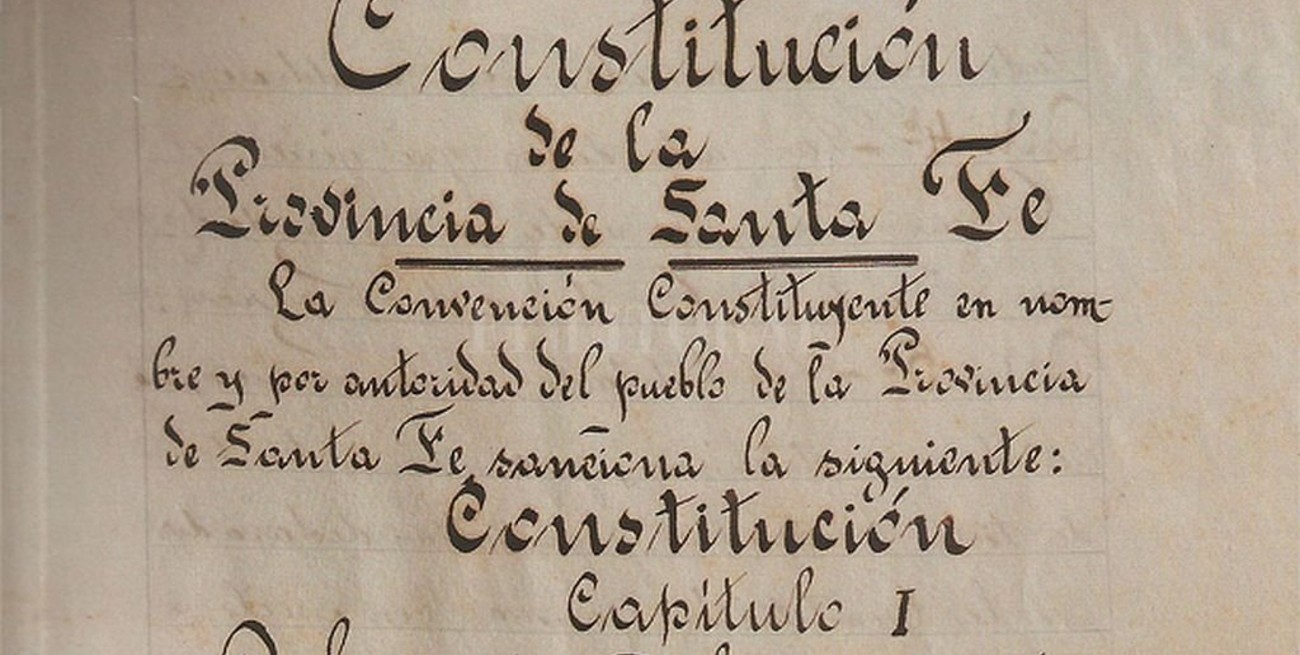 Constitución
de la
Provincia de Santa Fe
La Convención Constituyente en nom-
bre y por autoridad del pueblo de la Provincia
de Santa Fe, sanciona la siguiente:
Constitución
Capítulo I